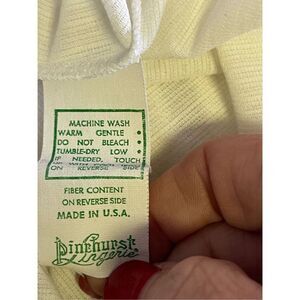 MACHINE WASH
WARM GENTLE •
DO NOT BLEACH •
TUMBLE-DRY LOW •
IF NEEDED, TOUCH
ON REVERSE SIDE
FIBER CONTENT
ON REVERSE SIDE
MADE IN U.S.A.
Pinehurst
Lingerie